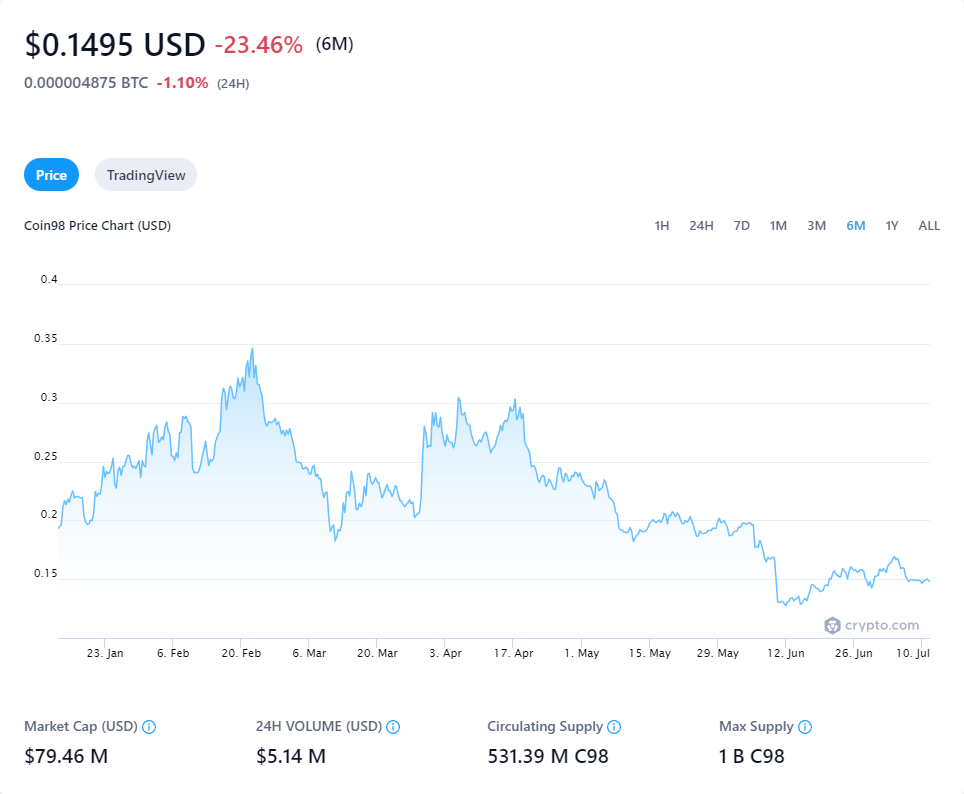 $0.1495 USD -23.46% (6M)
0.000004875 BTC -1.10% (24H)
Price TradingView
Coin98 Price Chart (USD) 1H 24H 7D 1M 3M 6M 1Y ALL
0.4
0.35
0.3
0.25
0.2
0.15
crypto.com
23. Jan 6. Feb 20. Feb 6. Mar 20. Mar 3. Apr 17. Apr 1. May 15. May 29. May 12. Jun 26. Jun 10. Jul
Market Cap (USD) 24H VOLUME (USD) Circulating Supply Max Supply
$79.46 M $5.14 M 531.39 M C98 1 B C98